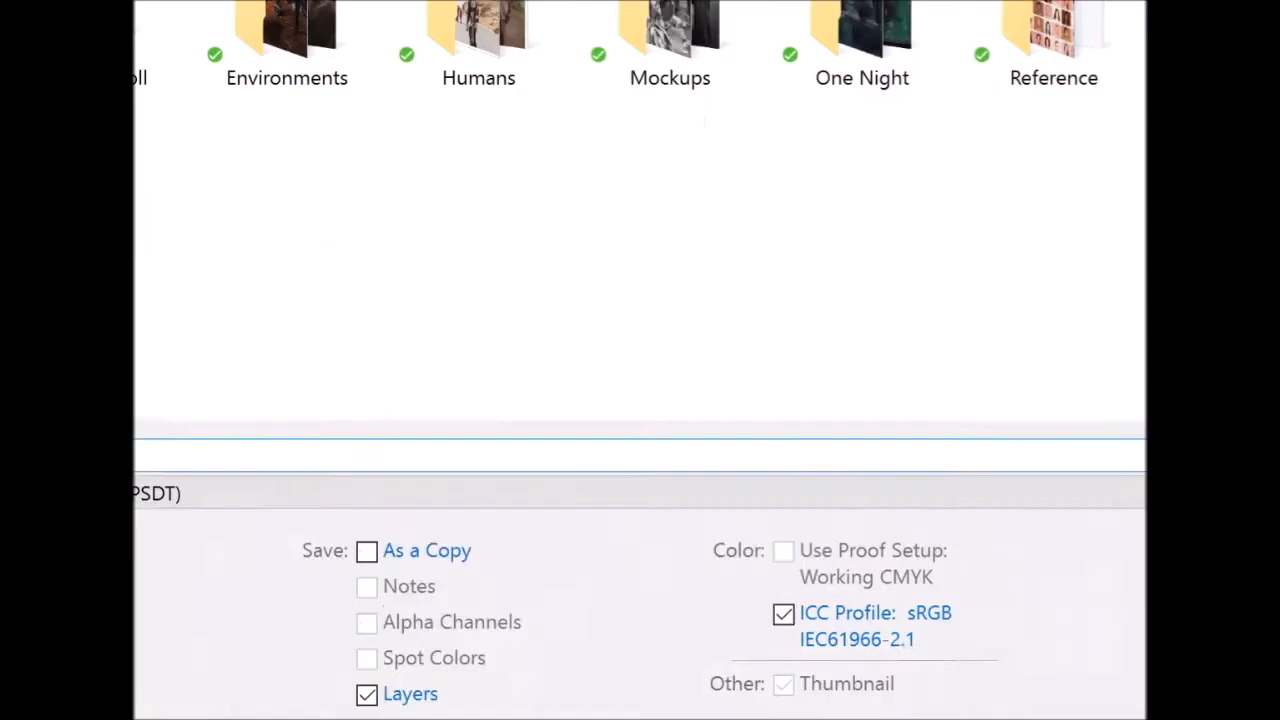 oll Environments Humans Mockups One Night Reference
PSDT)
Save: As a Copy Color: Use Proof Setup:
Working CMYK
Notes
ICC Profile: sRGB
Alpha Channels
IEC61966-2.1
Spot Colors
Other: Thumbnail
Layers